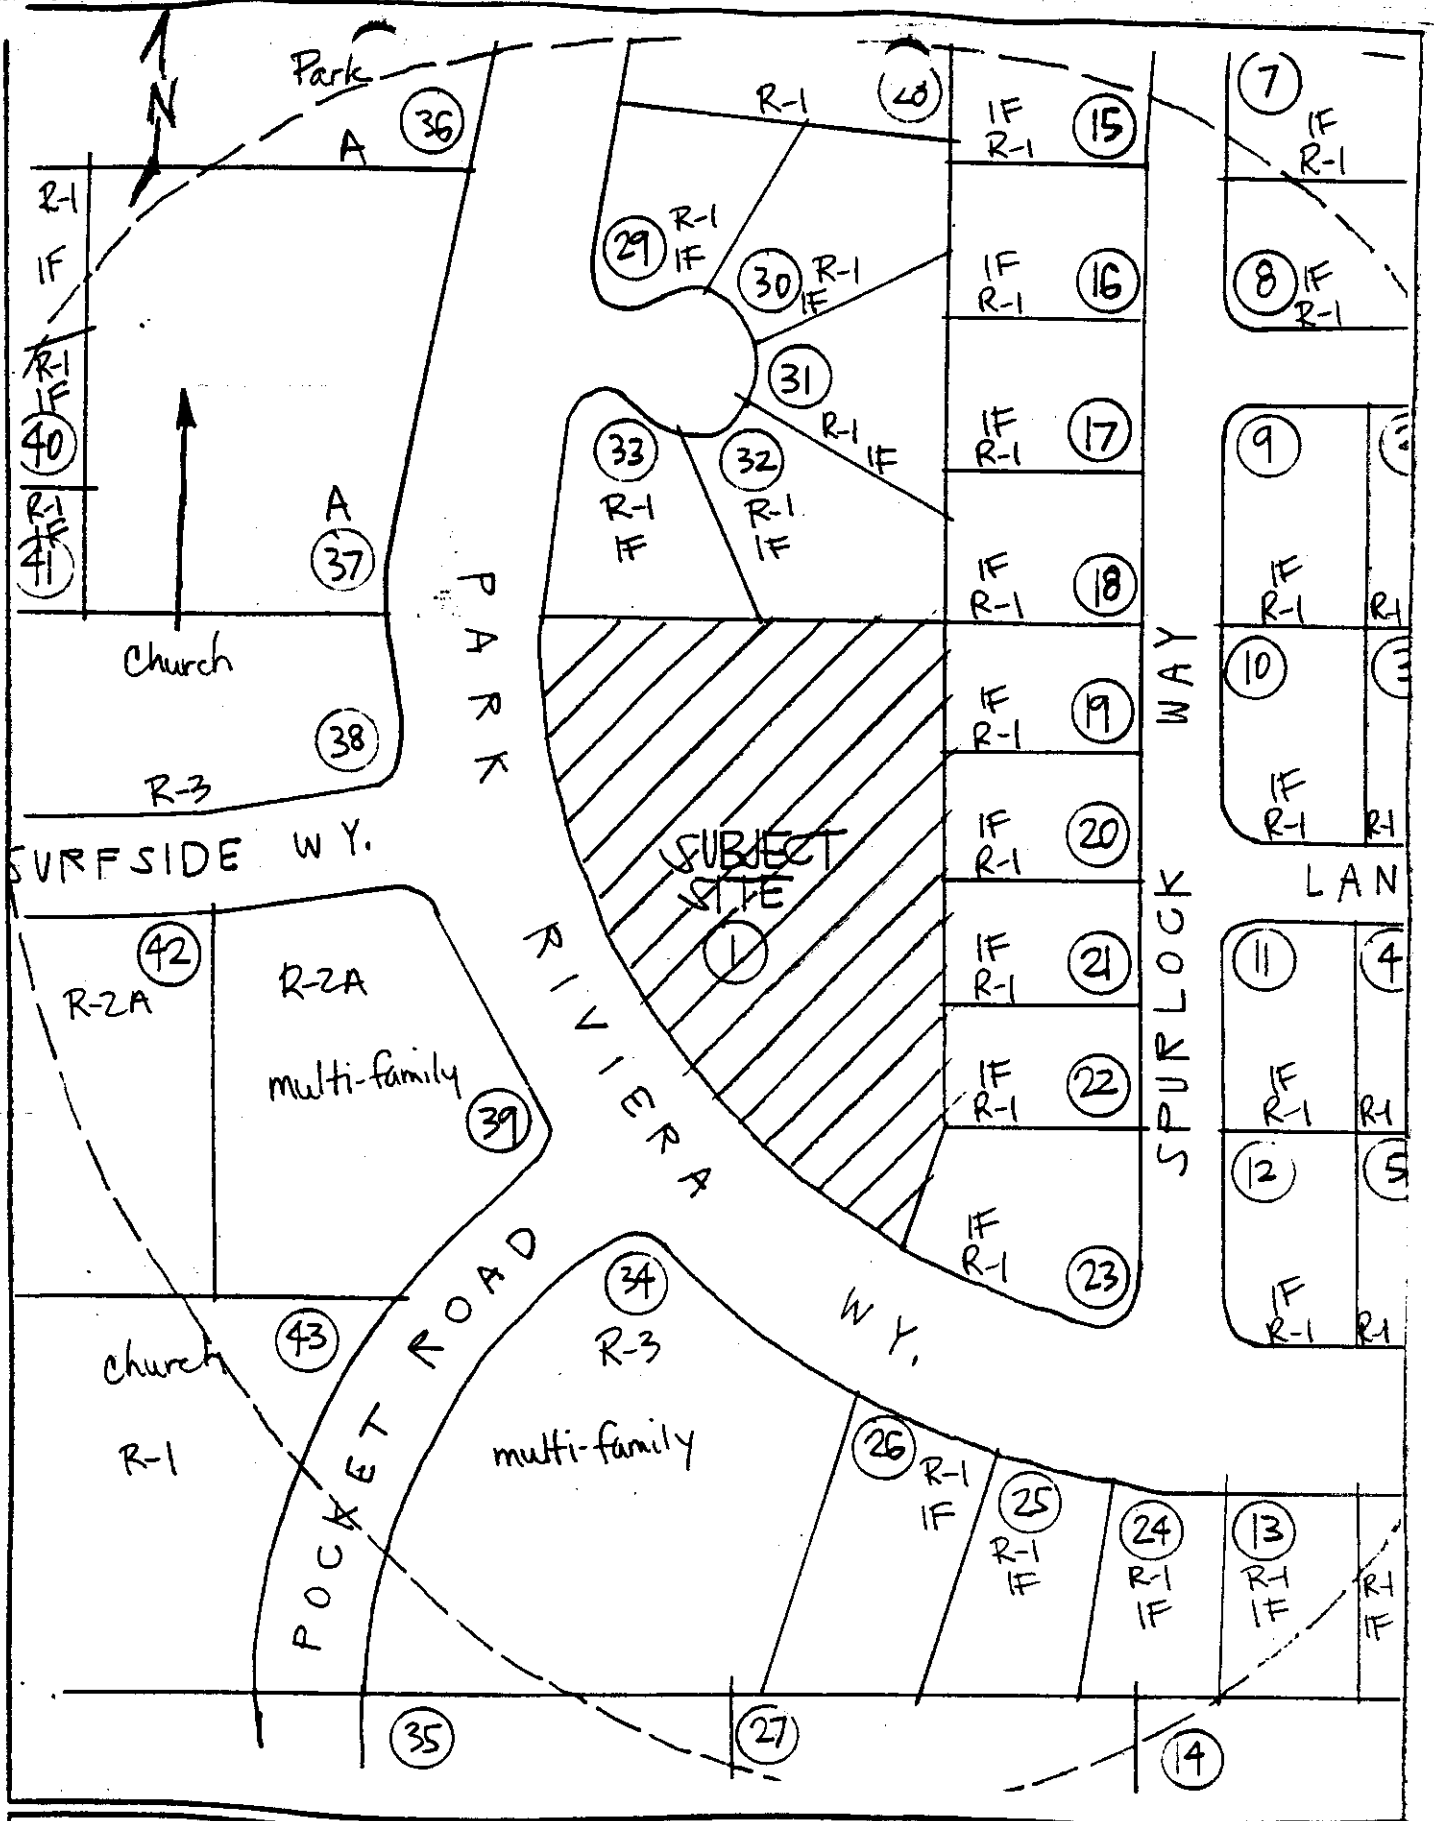 N
Park
A
36
R-1
28
IF
R-1
15
7
IF
R-1
R-1
IF
29
R-1
IF
30
R-1
IF
IF
R-1
16
8
IF
R-1
R-1
IF
40
31
R-1
IF
IF
R-1
17
9
33
R-1
IF
32
R-1
IF
R-1
IF
41
A
37
IF
R-1
18
IF
R-1
R-1
Church
38
R-3
IF
R-1
19
10
3
IF
R-1
R-1
SURFSIDE WY.
PARK RIVIERA WY.
SUBJECT
SITE
1
IF
R-1
20
SPURLOCK WAY
LAN
42
R-2A
R-2A
multi-family
39
IF
R-1
21
11
4
IF
R-1
22
IF
R-1
R-1
12
5
IF
R-1
23
IF
R-1
R-1
POCKET ROAD
34
R-3
multi-family
43
church
R-1
26
R-1
IF
25
R-1
IF
24
R-1
IF
13
R-1
IF
R-1
IF
35
27
14